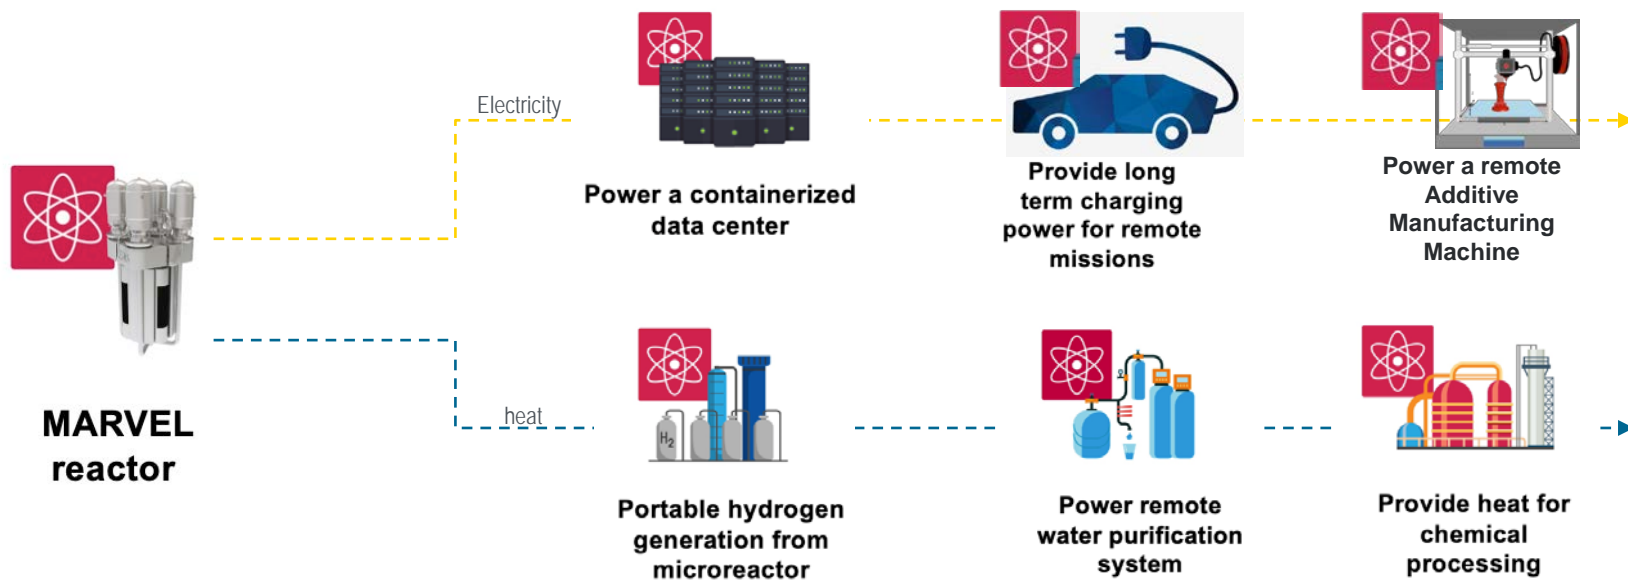 Electricity
Power a containerized
data center
Provide long
term charging
power for remote
missions
Power a remote
Additive
Manufacturing
Machine
MARVEL
reactor
heat
H2
Portable hydrogen
generation from
microreactor
Power remote
water purification
system
Provide heat for
chemical
processing